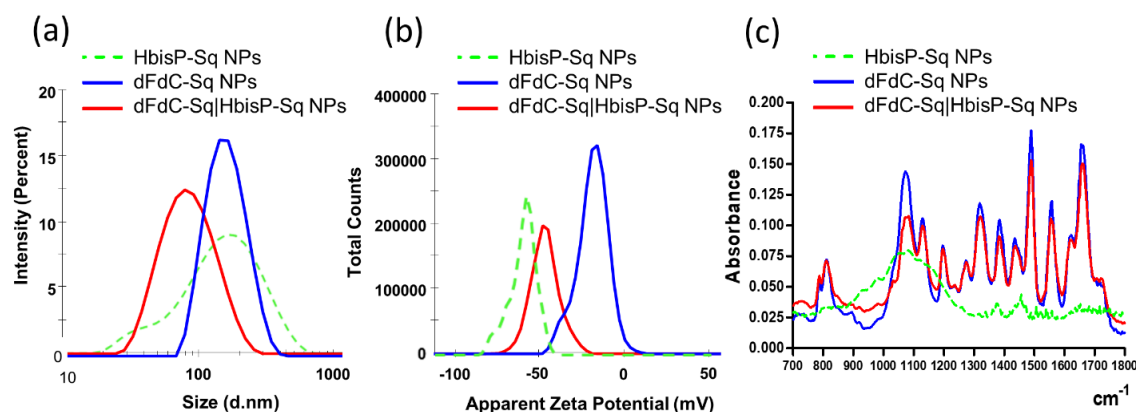 (a)
HbisP-Sq NPs
dFdC-Sq NPs
dFdC-Sq|HbisP-Sq NPs
Intensity (Percent)
20
15
10
5
0
10 100 1000
Size (d.nm)
(b)
HbisP-Sq NPs
dFdC-Sq NPs
dFdC-Sq|HbisP-Sq NPs
Total Counts
400000
300000
200000
100000
0
-100 -50 0 50
Apparent Zeta Potential (mV)
(c)
HbisP-Sq NPs
dFdC-Sq NPs
dFdC-Sq|HbisP-Sq NPs
Absorbance
0.200
0.175
0.150
0.125
0.100
0.075
0.050
0.025
0.000
700 800 900 1000 1100 1200 1300 1400 1500 1600 1700 1800
cm-1